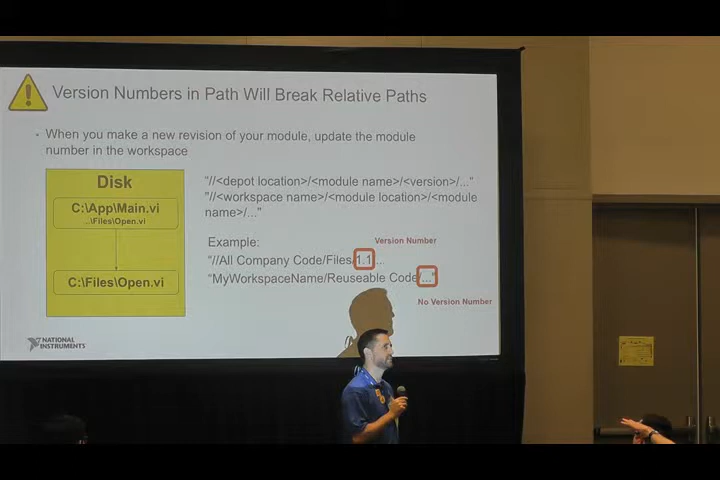 Version Numbers in Path Will Break Relative Paths
• When you make a new revision of your module, update the module
number in the workspace
Disk
C:\App\Main.vi
...\Files\Open.vi
C:\Files\Open.vi
"//<depot location>/<module name>/<version>/..."
"//<workspace name>/<module location>/<module
name>/..."
Example:
Version Number
"//All Company Code/Files/1.1/...
"MyWorkspaceName/Reuseable Code/..."
No Version Number
NATIONAL
INSTRUMENTS